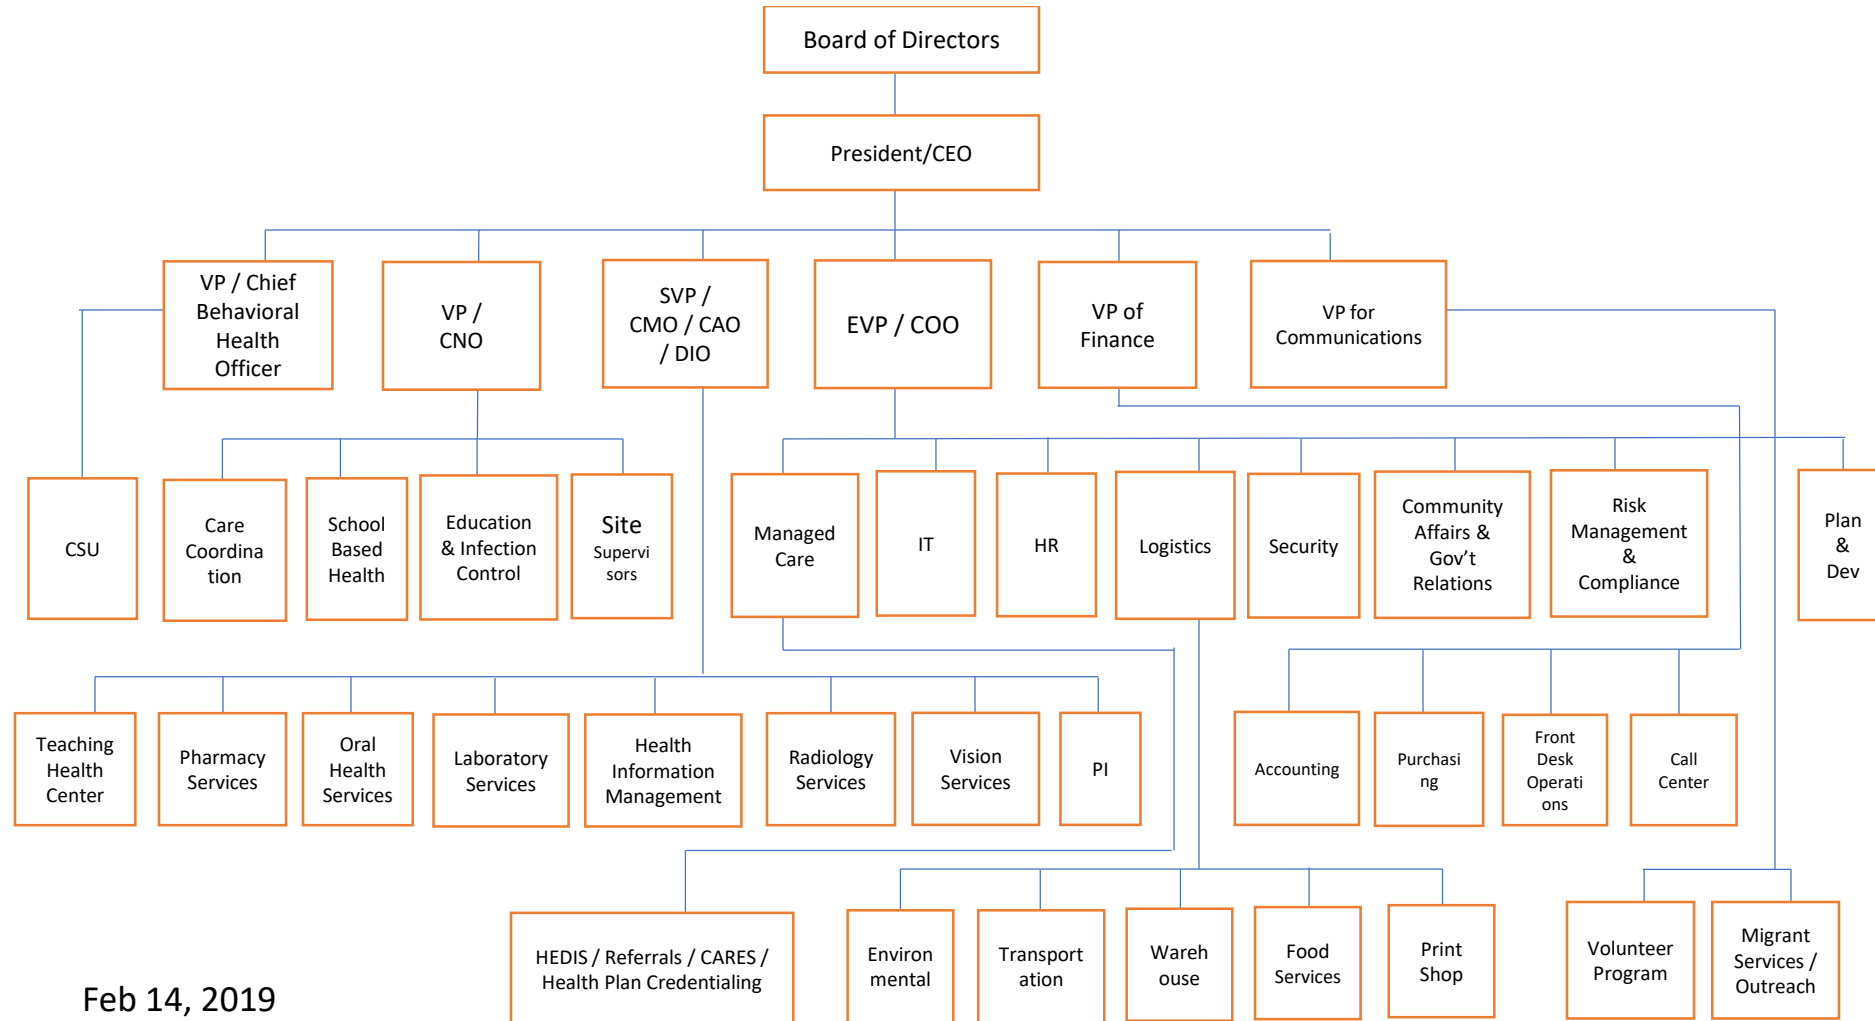 Board of Directors
President/CEO
VP / Chief
Behavioral
Health
Officer
VP /
CNO
SVP /
CMO / CAO
/ DIO
EVP / COO
VP of
Finance
VP for
Communications
CSU
Care
Coordina
tion
School
Based
Health
Education
& Infection
Control
Site
Supervi
sors
Managed
Care
IT
HR
Logistics
Security
Community
Affairs &
Gov't
Relations
Risk
Management
&
Compliance
Plan
&
Dev
Teaching
Health
Center
Pharmacy
Services
Oral
Health
Services
Laboratory
Services
Health
Information
Management
Radiology
Services
Vision
Services
PI
Accounting
Purchasi
ng
Front
Desk
Operati
ons
Call
Center
HEDIS / Referrals / CARES /
Health Plan Credentialing
Environ
mental
Transport
ation
Wareh
ouse
Food
Services
Print
Shop
Volunteer
Program
Migrant
Services /
Outreach
Feb 14, 2019